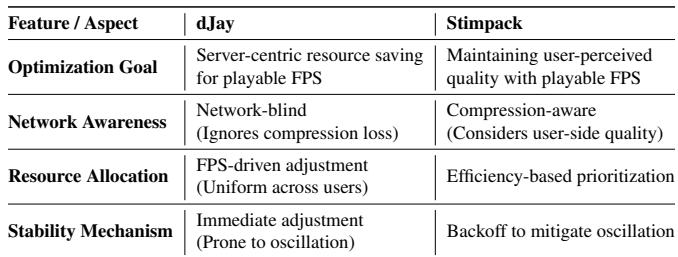 Feature / Aspect dJay Stimpack
Optimization Goal
Server-centric resource saving
for playable FPS
Maintaining user-perceived
quality with playable FPS
Network Awareness
Network-blind
(Ignores compression loss)
Compression-aware
(Considers user-side quality)
Resource Allocation
FPS-driven adjustment
(Uniform across users)
Efficiency-based prioritization
Stability Mechanism
Immediate adjustment
(Prone to oscillation)
Backoff to mitigate oscillation